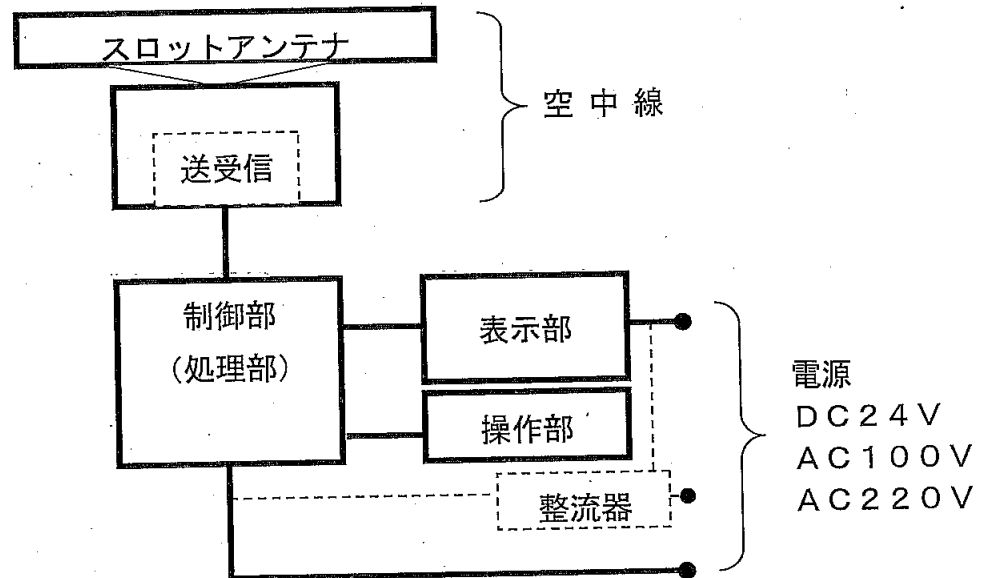 スロットアンテナ
空中線
送受信
制御部
(処理部)
表示部
操作部
整流器
電源
DC24V
AC100V
AC220V